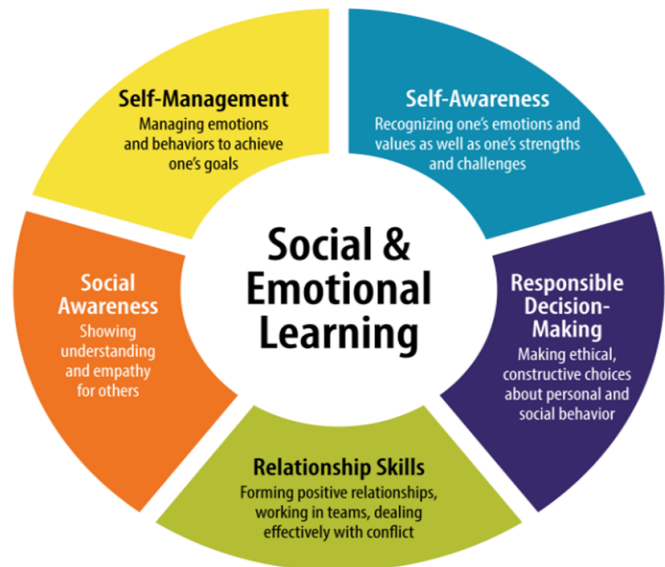 Self-Management
Managing emotions
and behaviors to achieve
one's goals
Self-Awareness
Recognizing one's emotions and
values as well as one's strengths
and challenges
Social &
Emotional
Learning
Social
Awareness
Showing
understanding
and empathy
for others
Responsible
Decision-
Making
Making ethical,
constructive choices
about personal and
social behavior
Relationship Skills
Forming positive relationships,
working in teams, dealing
effectively with conflict